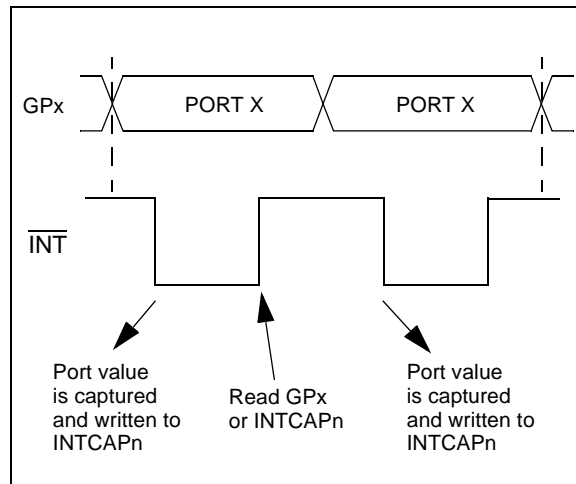 GPx
PORT X
PORT X
INT
Port value
is captured
and written to
INTCAPn
Read GPx
or INTCAPn
Port value
is captured
and written to
INTCAPn